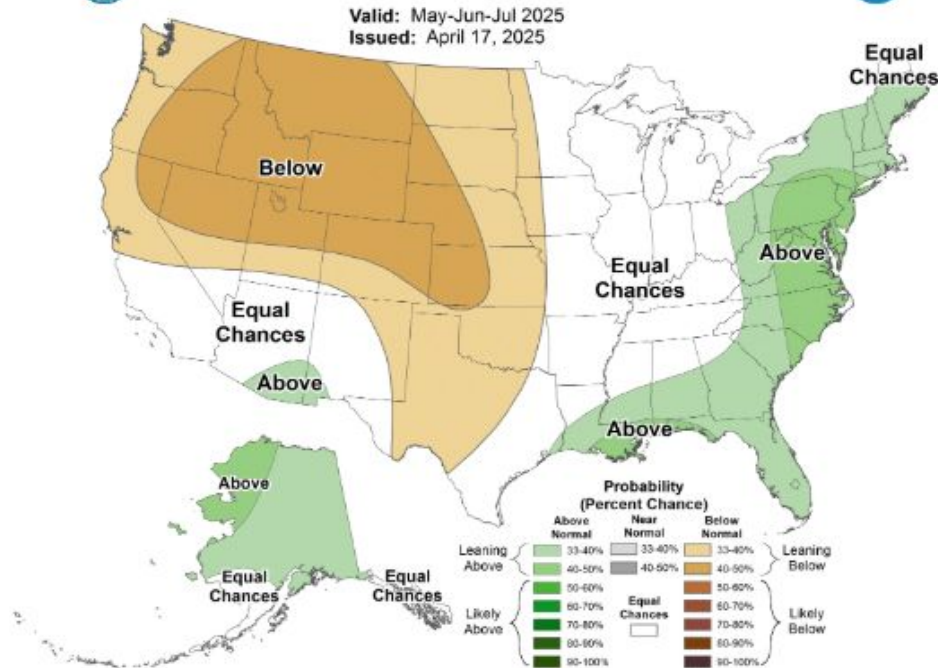 Valid: May-Jun-Jul 2025
Issued: April 17, 2025
Equal
Chances
Below
Above
Equal
Chances
Equal
Chances
Above
Above
Above
Equal
Chances
Equal
Chances
Probability
(Percent Chance)
Above
Normal
Near
Normal
Below
Normal
Leaning
Above
33-40%
33-40%
33-40%
Leaning
Below
40-50%
40-50%
40-50%
Likely
Above
50-60%
60-70%
70-80%
80-90%
90-100%
Equal
Chances
50-60%
60-70%
70-80%
80-90%
90-100%
Likely
Below